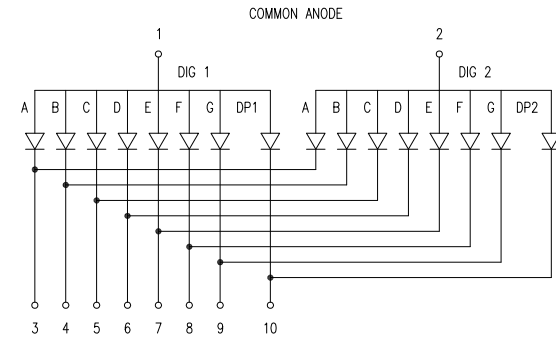 COMMON ANODE
1 2
DIG 1 DIG 2
A B C D E F G DP1 A B C D E F G DP2
3 4 5 6 7 8 9 10